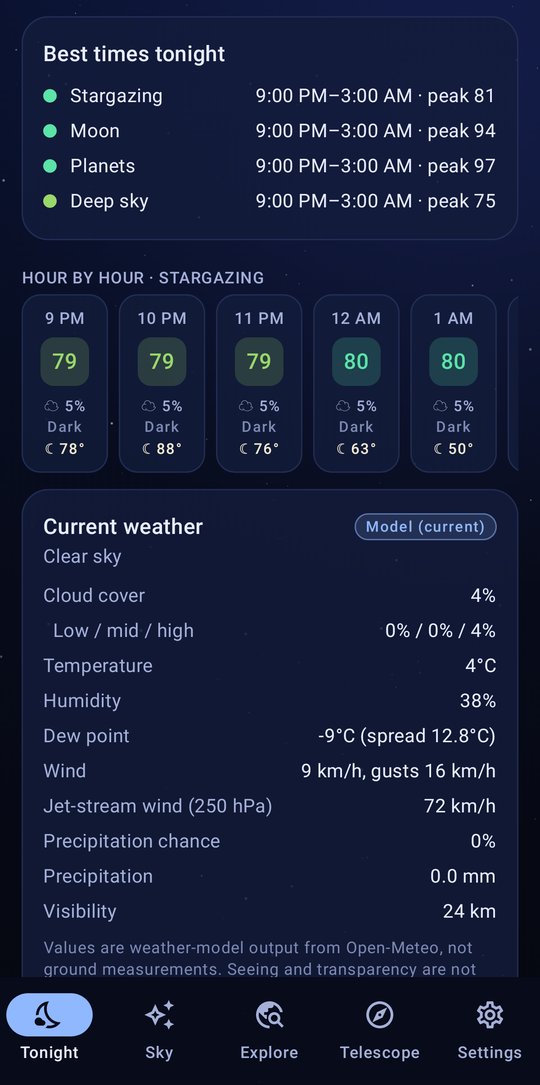 Best times tonight
Stargazing 9:00 PM–3:00 AM · peak 81
Moon 9:00 PM–3:00 AM · peak 94
Planets 9:00 PM–3:00 AM · peak 97
Deep sky 9:00 PM–3:00 AM · peak 75
HOUR BY HOUR · STARGAZING
9 PM 10 PM 11 PM 12 AM 1 AM
79 79 79 80 80
5% 5% 5% 5% 5%
Dark Dark Dark Dark Dark
☾ 78° ☾ 88° ☾ 76° ☾ 63° ☾ 50°
Current weather Model (current)
Clear sky
Cloud cover 4%
Low / mid / high 0% / 0% / 4%
Temperature 4°C
Humidity 38%
Dew point -9°C (spread 12.8°C)
Wind 9 km/h, gusts 16 km/h
Jet-stream wind (250 hPa) 72 km/h
Precipitation chance 0%
Precipitation 0.0 mm
Visibility 24 km
Values are weather-model output from Open-Meteo, not
ground measurements. Seeing and transparency are not
Tonight Sky Explore Telescope Settings